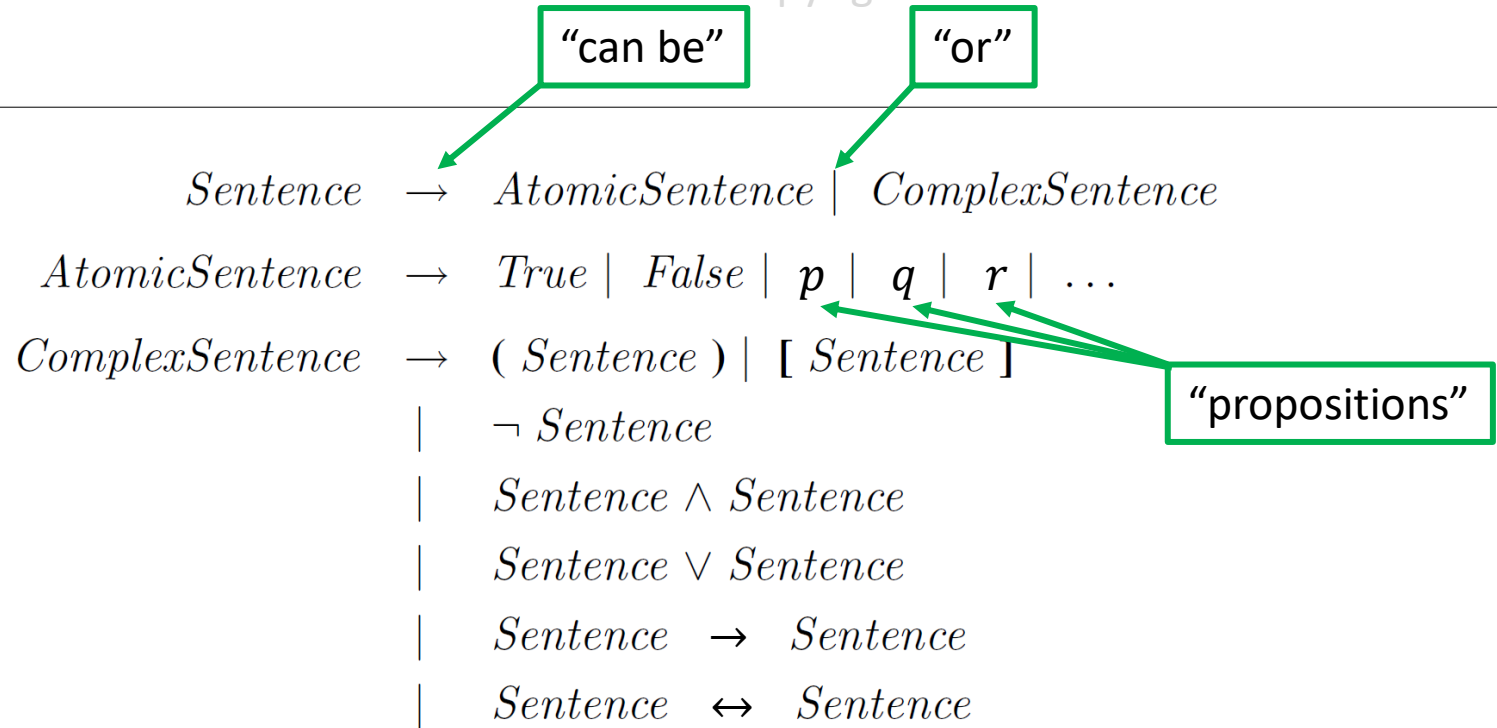 “can be”
“or”
Sentence → AtomicSentence | ComplexSentence
AtomicSentence → True | False | p | q | r | ...
ComplexSentence → ( Sentence ) | [ Sentence ]
“propositions”
| ¬ Sentence
| Sentence ∧ Sentence
| Sentence ∨ Sentence
| Sentence → Sentence
| Sentence ↔ Sentence